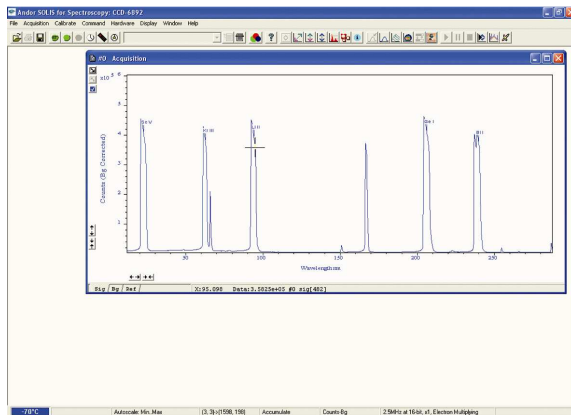 Andor SOLIS for Spectroscopy: CCD-6892
File Acquisition Calibrate Command Hardware Display Window Help
#0 Acquisition
x10
5
6
5
4
3
2
1
Counts (Bg Corrected)
50 100 150 200 250
Wavelength nm
Sig Bg Ref X:95.098 Data:3.5825e+05 #0 sig[482]
-70°C Autoscale: Min..Max (3, 3)->(1598, 198) Accumulate Counts-Bg 2.5MHz at 16-bit, x1, Electron Multiplying